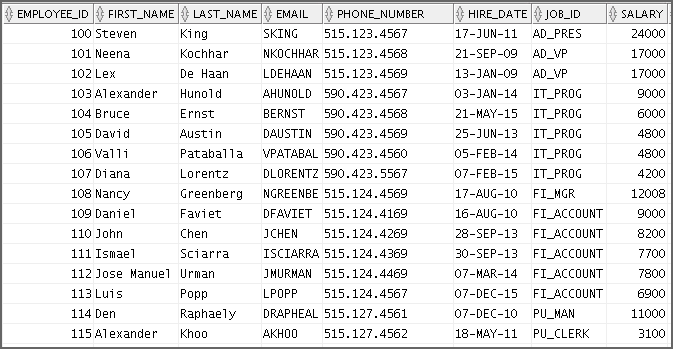 EMPLOYEE_ID FIRST_NAME LAST_NAME EMAIL PHONE_NUMBER HIRE_DATE JOB_ID SALARY
100 Steven King SKING 515.123.4567 17-JUN-11 AD_PRES 24000
101 Neena Kochhar NKOCHHAR 515.123.4568 21-SEP-09 AD_VP 17000
102 Lex De Haan LDEHAAN 515.123.4569 13-JAN-09 AD_VP 17000
103 Alexander Hunold AHUNOLD 590.423.4567 03-JAN-14 IT_PROG 9000
104 Bruce Ernst BERNST 590.423.4568 21-MAY-15 IT_PROG 6000
105 David Austin DAUSTIN 590.423.4569 25-JUN-13 IT_PROG 4800
106 Valli Pataballa VPATABAL 590.423.4560 05-FEB-14 IT_PROG 4800
107 Diana Lorentz DLORENTZ 590.423.5567 07-FEB-15 IT_PROG 4200
108 Nancy Greenberg NGREENBE 515.124.4569 17-AUG-10 FI_MGR 12008
109 Daniel Faviet DFAVIET 515.124.4169 16-AUG-10 FI_ACCOUNT 9000
110 John Chen JCHEN 515.124.4269 28-SEP-13 FI_ACCOUNT 8200
111 Ismael Sciarra ISCIARRA 515.124.4369 30-SEP-13 FI_ACCOUNT 7700
112 Jose Manuel Urman JMURMAN 515.124.4469 07-MAR-14 FI_ACCOUNT 7800
113 Luis Popp LPOPP 515.124.4567 07-DEC-15 FI_ACCOUNT 6900
114 Den Raphaely DRAPHEAL 515.127.4561 07-DEC-10 PU_MAN 11000
115 Alexander Khoo AKHOO 515.127.4562 18-MAY-11 PU_CLERK 3100